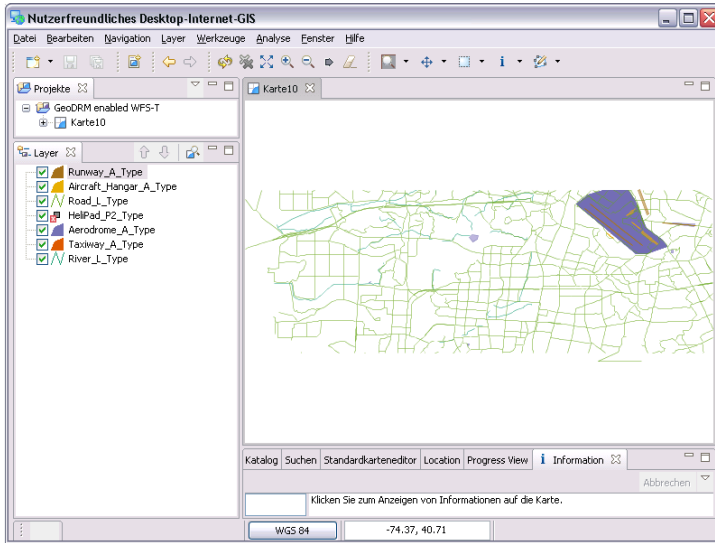 Nutzerfreundliches Desktop-Internet-GIS
Datei Bearbeiten Navigation Layer Werkzeuge Analyse Fenster Hilfe
Projekte
GeoDRM enabled WFS-T
Karte10
Layer
Runway_A_Type
Aircraft_Hangar_A_Type
Road_L_Type
HeliPad_P2_Type
Aerodrome_A_Type
Taxiway_A_Type
River_L_Type
Karte10
Katalog Suchen Standardkarteneditor Location Progress View Information
Abbrechen
Klicken Sie zum Anzeigen von Informationen auf die Karte.
WGS 84
-74.37, 40.71